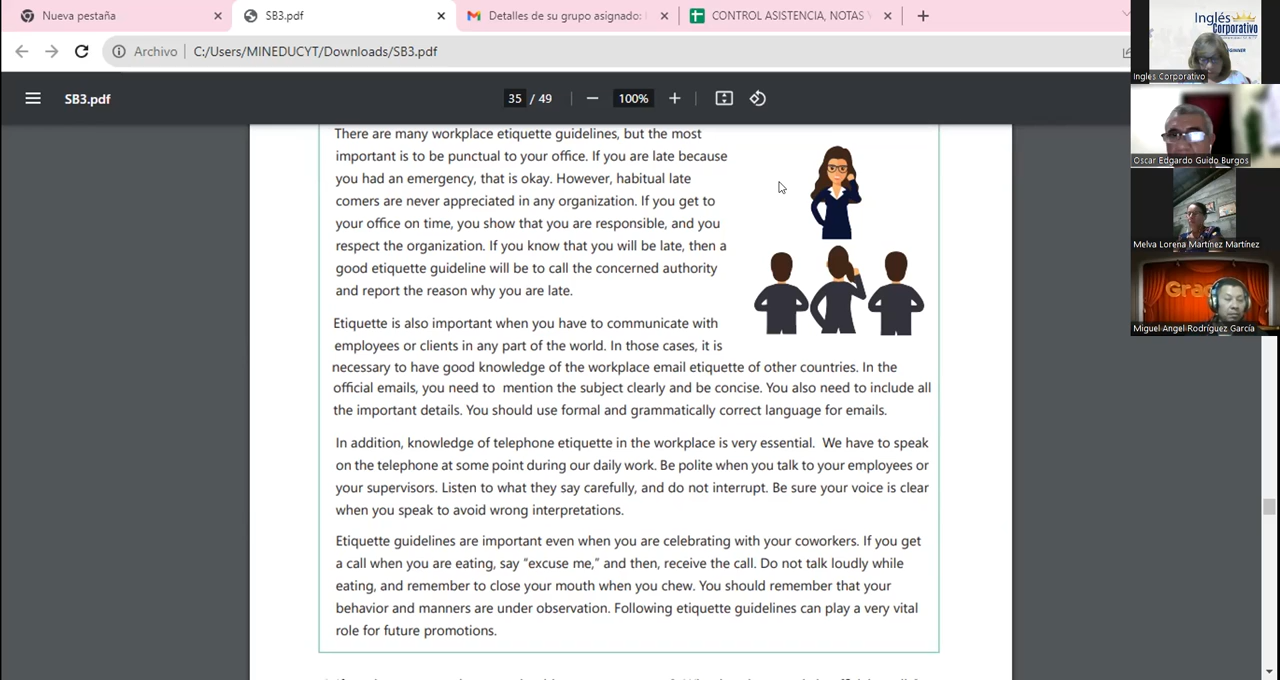 Nueva pestaña
SB3.pdf
Detalles de su grupo asignado:
CONTROL ASISTENCIA, NOTAS
Archivo
C:/Users/MINEDUCYT/Downloads/SB3.pdf
SB3.pdf
35 / 49
100%
There are many workplace etiquette guidelines, but the most
important is to be punctual to your office. If you are late because
you had an emergency, that is okay. However, habitual late
comers are never appreciated in any organization. If you get to
your office on time, you show that you are responsible, and you
respect the organization. If you know that you will be late, then a
good etiquette guideline will be to call the concerned authority
and report the reason why you are late.
Etiquette is also important when you have to communicate with
employees or clients in any part of the world. In those cases, it is
necessary to have good knowledge of the workplace email etiquette of other countries. In the
official emails, you need to mention the subject clearly and be concise. You also need to include all
the important details. You should use formal and grammatically correct language for emails.
In addition, knowledge of telephone etiquette in the workplace is very essential. We have to speak
on the telephone at some point during our daily work. Be polite when you talk to your employees or
your supervisors. Listen to what they say carefully, and do not interrupt. Be sure your voice is clear
when you speak to avoid wrong interpretations.
Etiquette guidelines are important even when you are celebrating with your coworkers. If you get
a call when you are eating, say “excuse me,” and then, receive the call. Do not talk loudly while
eating, and remember to close your mouth when you chew. You should remember that your
behavior and manners are under observation. Following etiquette guidelines can play a very vital
role for future promotions.
Inglés
Corporativo
Ingles Corporativo
Oscar Edgardo Guido Burgos
Melva Lorena Martínez Martínez
Miguel Angel Rodríguez García